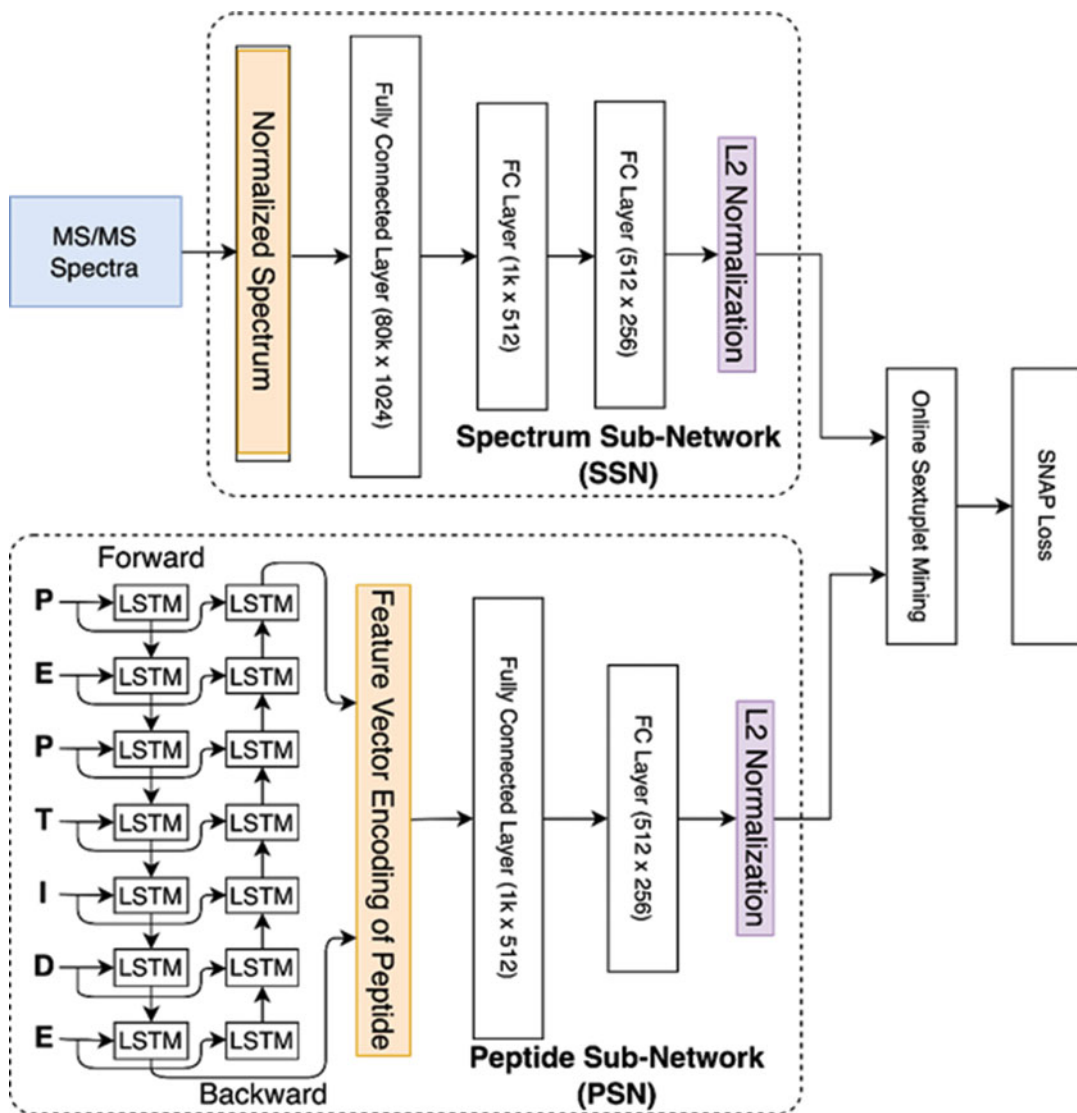 MS/MS
Spectra
Normalized Spectrum
Fully Connected Layer (80k x 1024)
FC Layer (1k x 512)
FC Layer (512 x 256)
L2 Normalization
Spectrum Sub-Network
(SSN)
Online Sextuplet Mining
SNAP Loss
Forward
P LSTM LSTM
E LSTM LSTM
P LSTM LSTM
T LSTM LSTM
I LSTM LSTM
D LSTM LSTM
E LSTM LSTM
Backward
Feature Vector Encoding of Peptide
Fully Connected Layer (1k x 512)
FC Layer (512 x 256)
L2 Normalization
Peptide Sub-Network
(PSN)